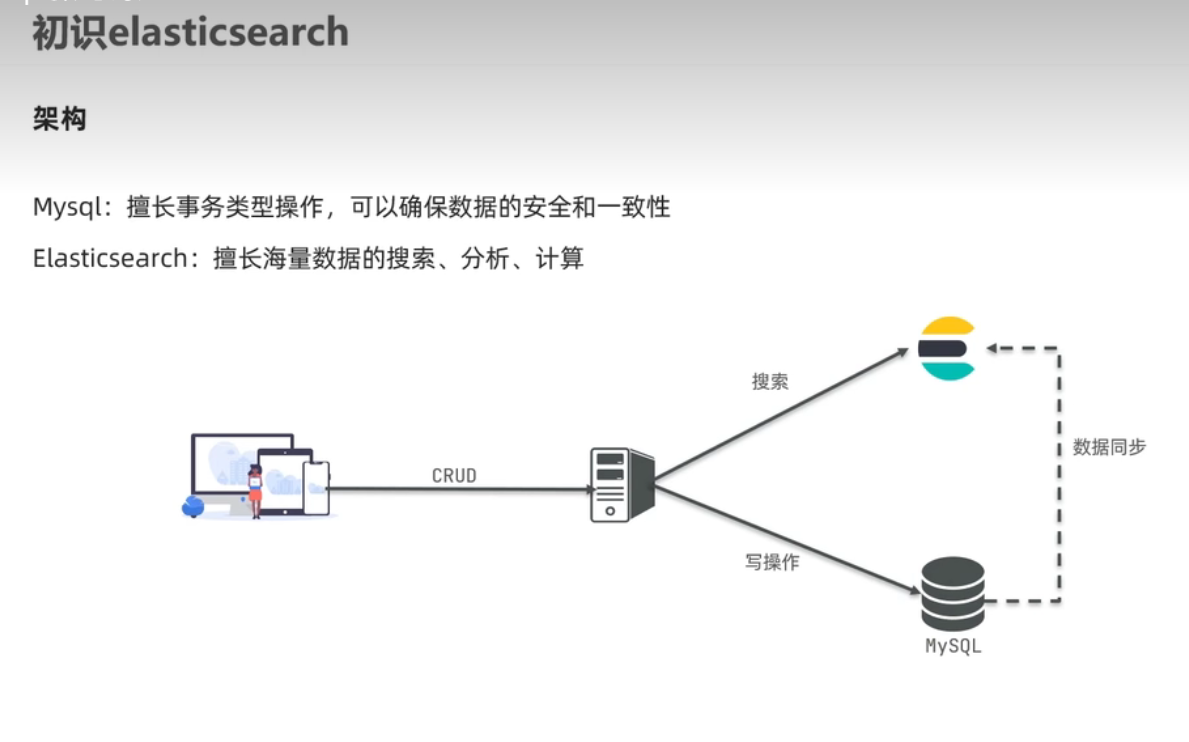 初识elasticsearch
架构
Mysql：擅长事务类型操作，可以确保数据的安全和一致性
Elasticsearch：擅长海量数据的搜索、分析、计算
搜索
数据同步
CRUD
写操作
MySQL